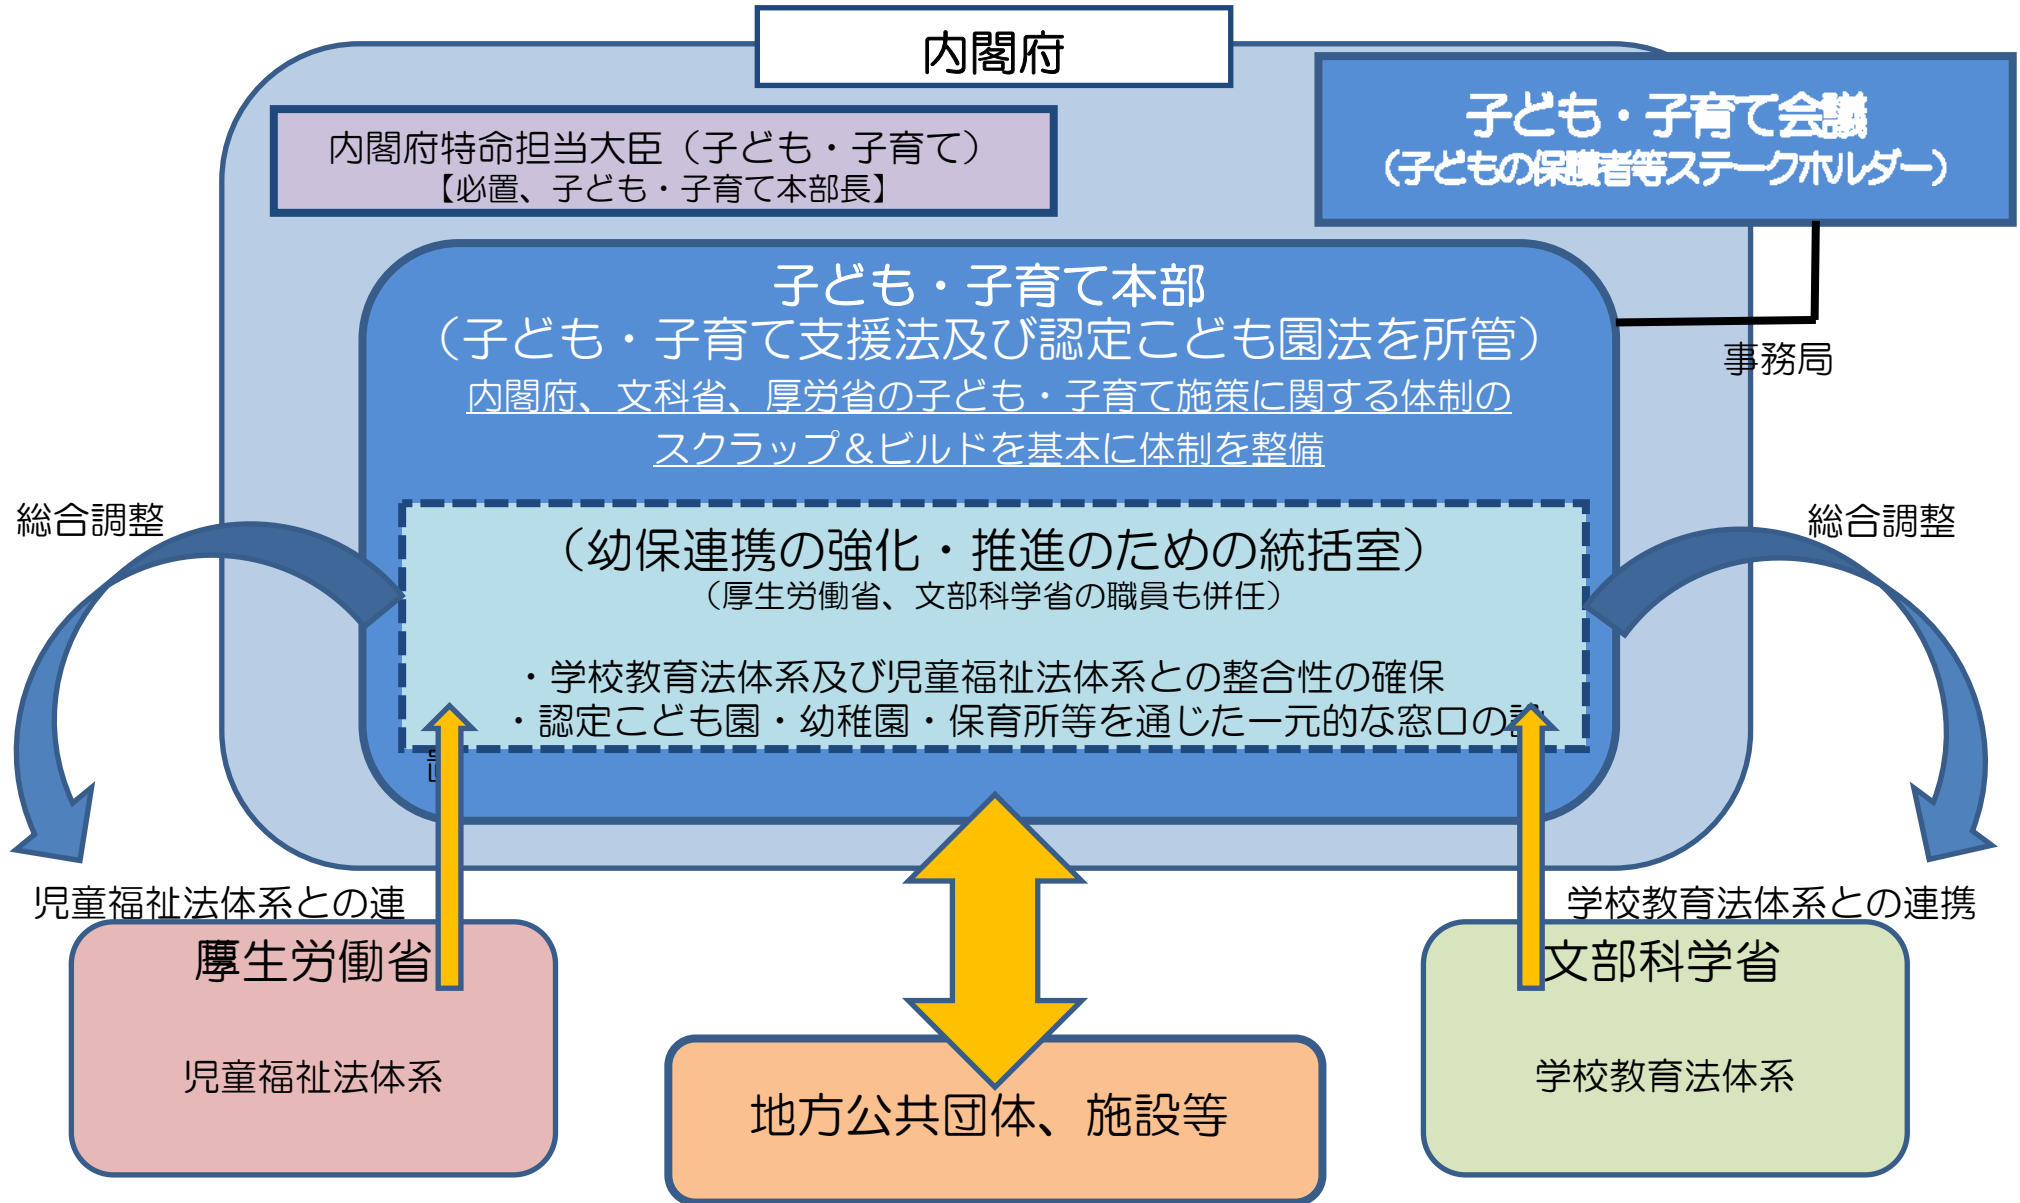 内閣府
内閣府特命担当大臣（子ども・子育て）
【必置、子ども・子育て本部長】
子ども・子育て会議
（子どもの保護者等ステークホルダー）
事務局
子ども・子育て本部
（子ども・子育て支援法及び認定こども園法を所管）
内閣府、文科省、厚労省の子ども・子育て施策に関する体制の
スクラップ＆ビルドを基本に体制を整備
総合調整
総合調整
（幼保連携の強化・推進のための統括室）
（厚生労働省、文部科学省の職員も併任）
・学校教育法体系及び児童福祉法体系との整合性の確保
・認定こども園・幼稚園・保育所等を通じた一元的な窓口の設
置
児童福祉法体系との連
学校教育法体系との連携
厚生労働省
児童福祉法体系
文部科学省
学校教育法体系
地方公共団体、施設等